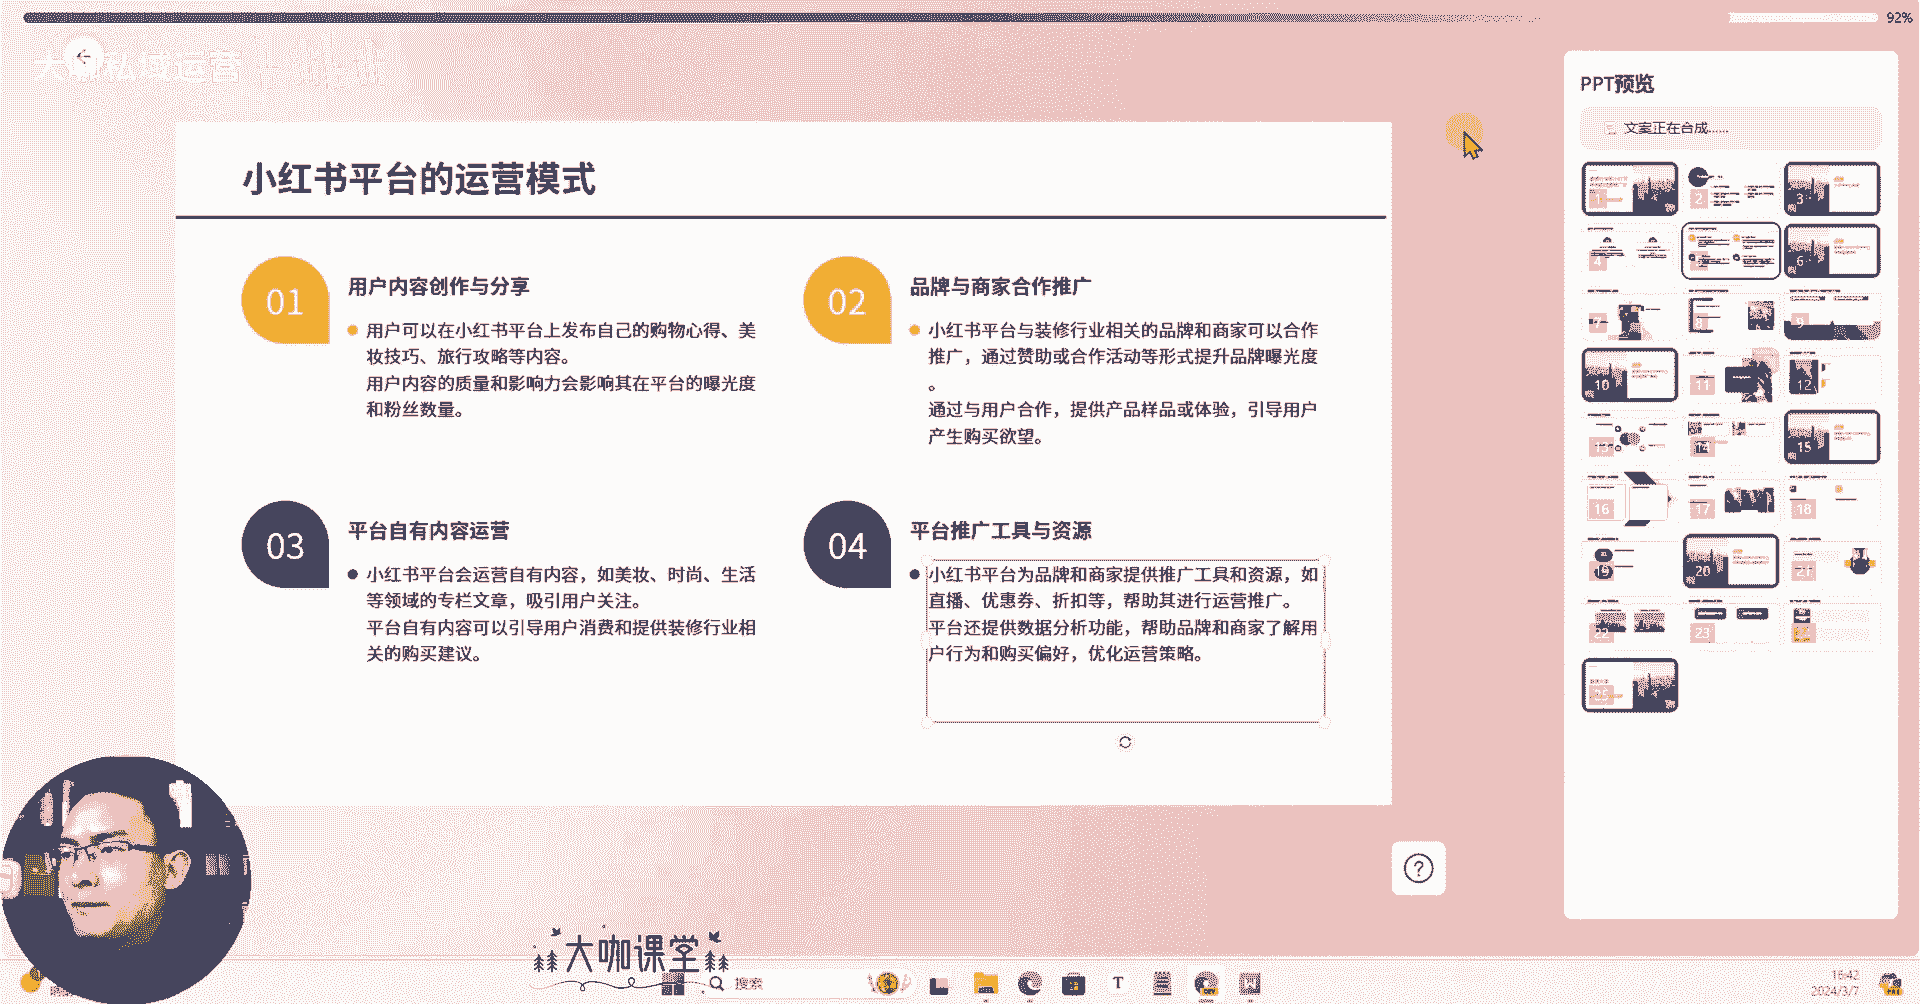 92%
私域运营
PPT预览
文案正在合成......
小红书平台的运营模式
01
用户内容创作与分享
用户可以在小红书平台上发布自己的购物心得、美
妆技巧、旅行攻略等内容。
用户内容的质量和影响力会影响其在平台的曝光度
和粉丝数量。
02
品牌与商家合作推广
小红书平台与装修行业相关的品牌和商家可以合作
推广，通过赞助或合作活动等形式提升品牌曝光度
。
通过与用户合作，提供产品样品或体验，引导用户
产生购买欲望。
03
平台自有内容运营
小红书平台会运营自有内容，如美妆、时尚、生活
等领域的专栏文章，吸引用户关注。
平台自有内容可以引导用户消费和提供装修行业相
关的购买建议。
04
平台推广工具与资源
小红书平台为品牌和商家提供推广工具和资源，如
直播、优惠券、折扣等，帮助其进行运营推广。
平台还提供数据分析功能，帮助品牌和商家了解用
户行为和购买偏好，优化运营策略。
1
2
3
4
6
7
8
9
10
11
12
13
14
15
16
17
18
19
20
21
22
23
24
25
大咖课堂
搜索
16:42
2024/3/7